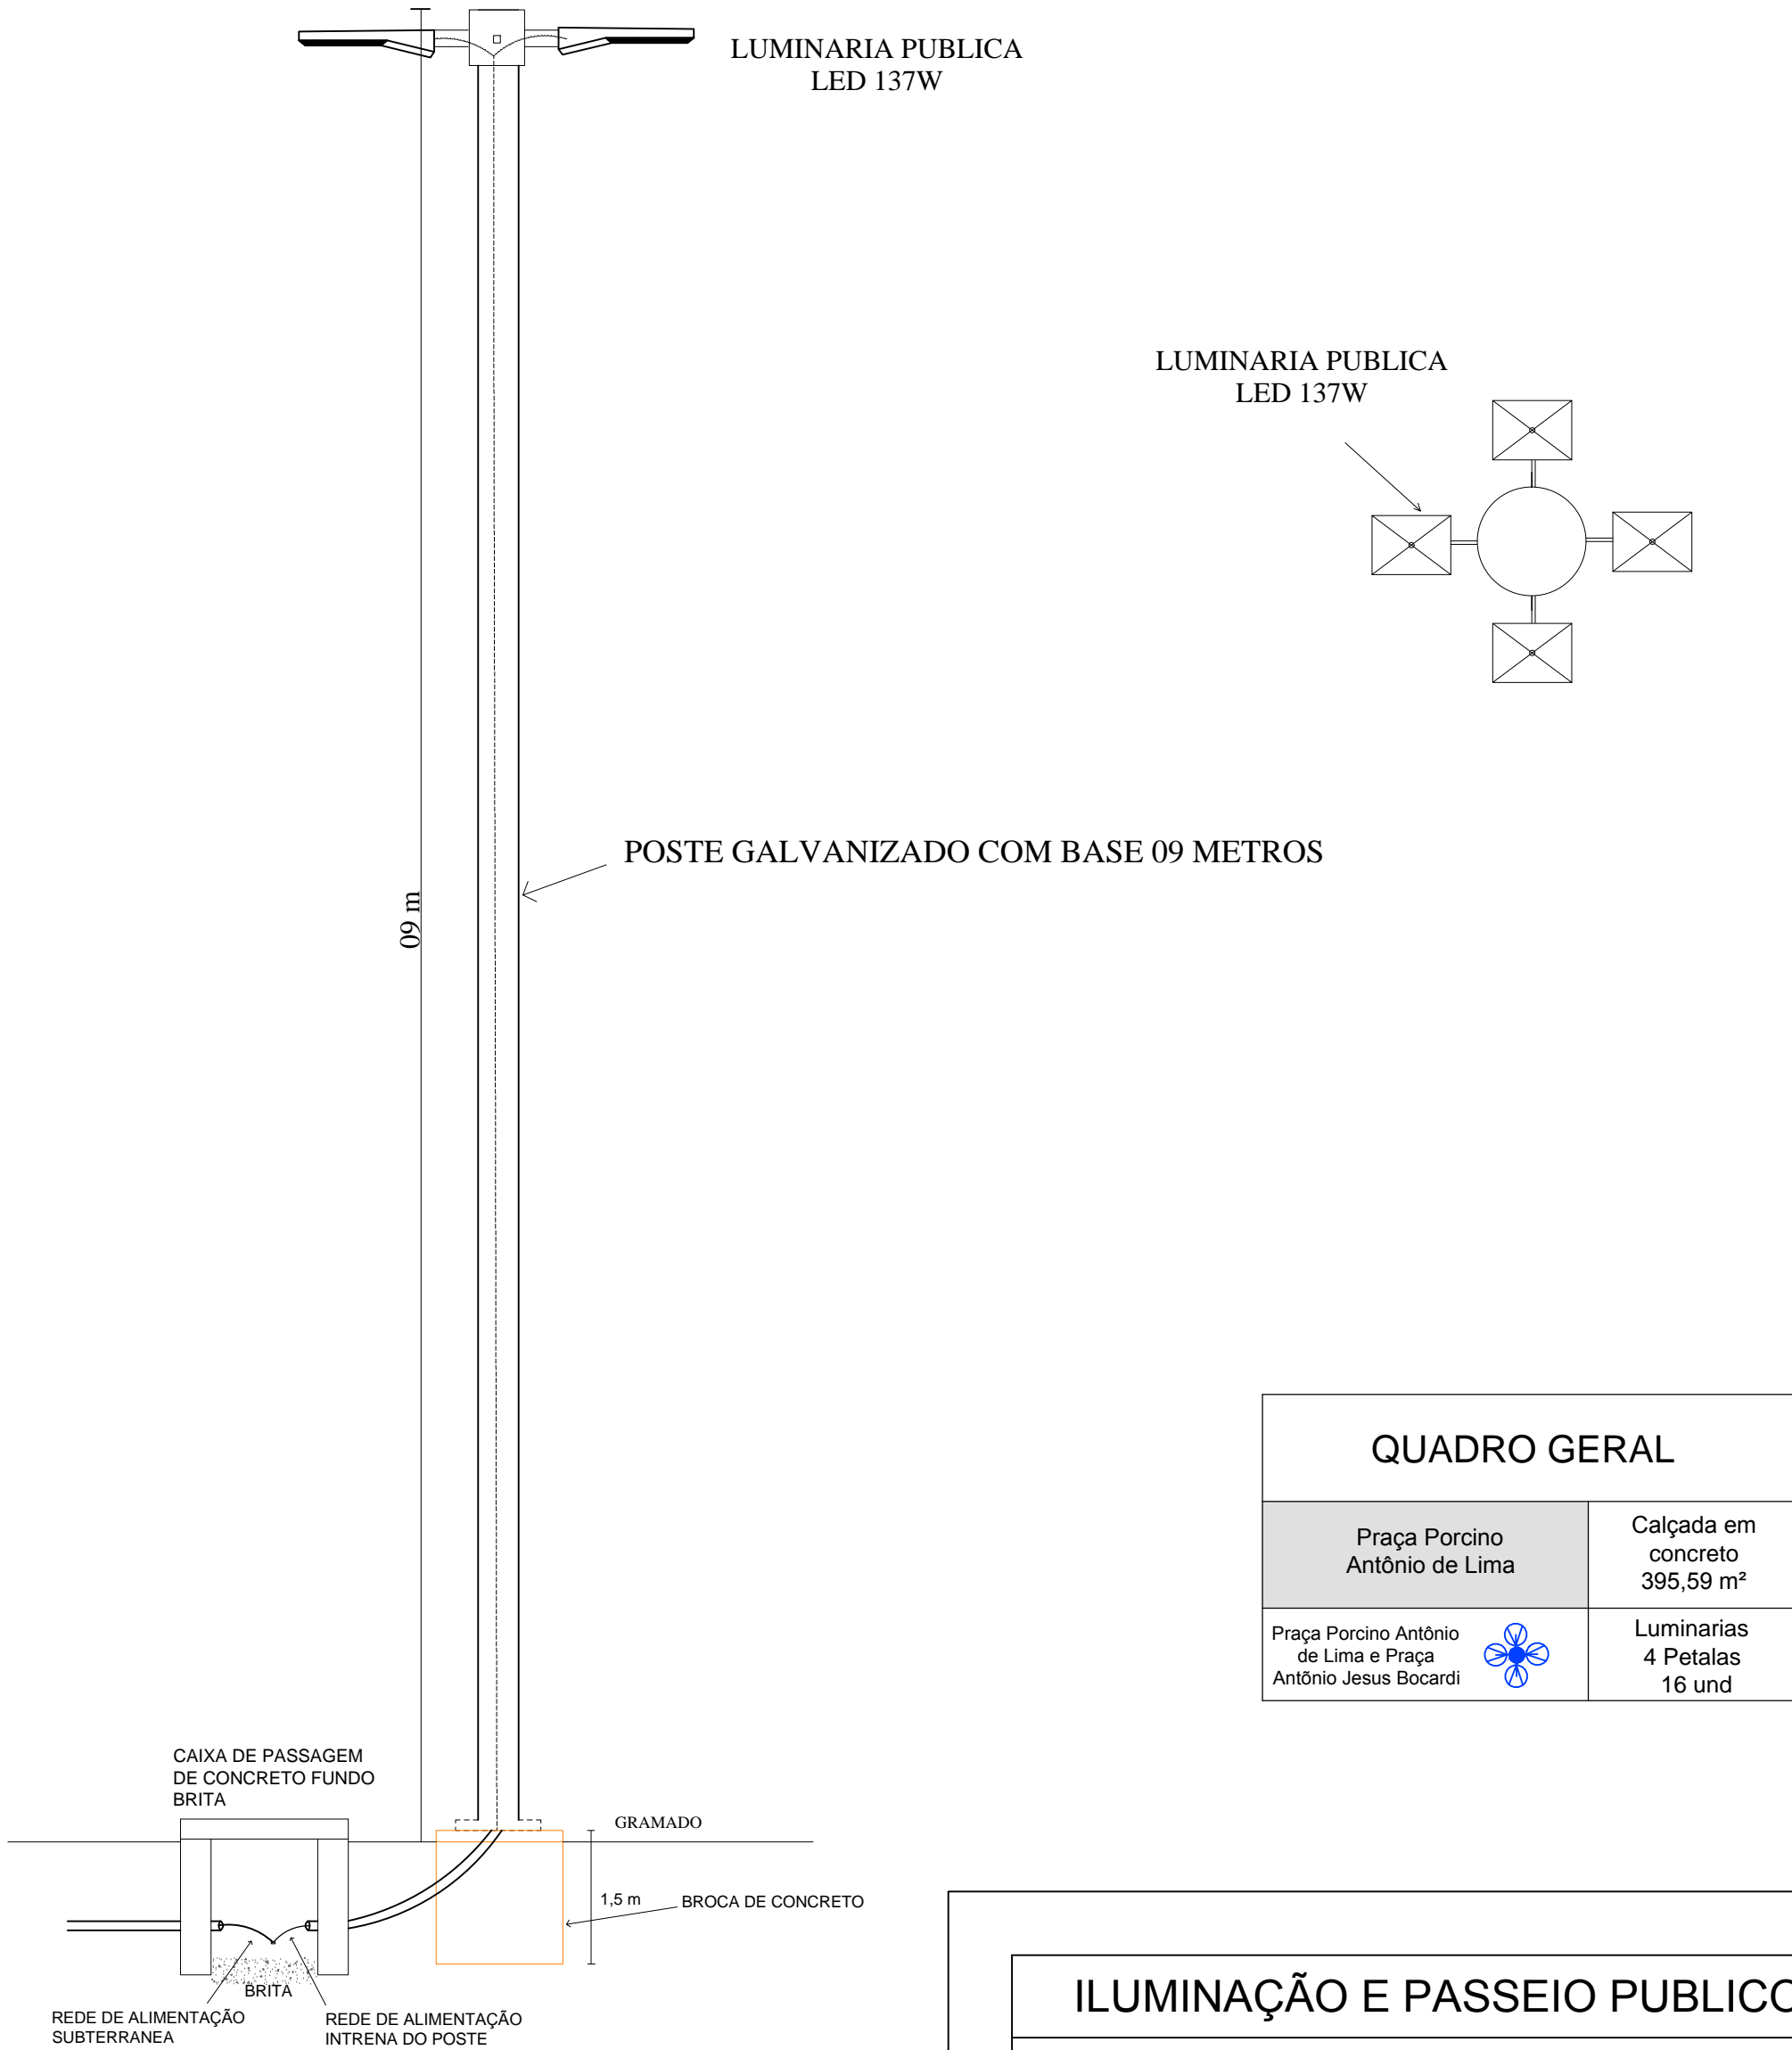 LUMINARIA PUBLICA
LED 137W
LUMINARIA PUBLICA
LED 137W
POSTE GALVANIZADO COM BASE 09 METROS
09 m
QUADRO GERAL
Praça Porcino
Antônio de Lima
Calçada em
concreto
395,59 m²
Praça Porcino Antônio
de Lima e Praça
Antõnio Jesus Bocardi
Luminarias
4 Petalas
16 und
CAIXA DE PASSAGEM
DE CONCRETO FUNDO
BRITA
GRAMADO
1,5 m
BROCA DE CONCRETO
BRITA
REDE DE ALIMENTAÇÃO
SUBTERRANEA
REDE DE ALIMENTAÇÃO
INTRENA DO POSTE
ILUMINAÇÃO E PASSEIO PUBLICO